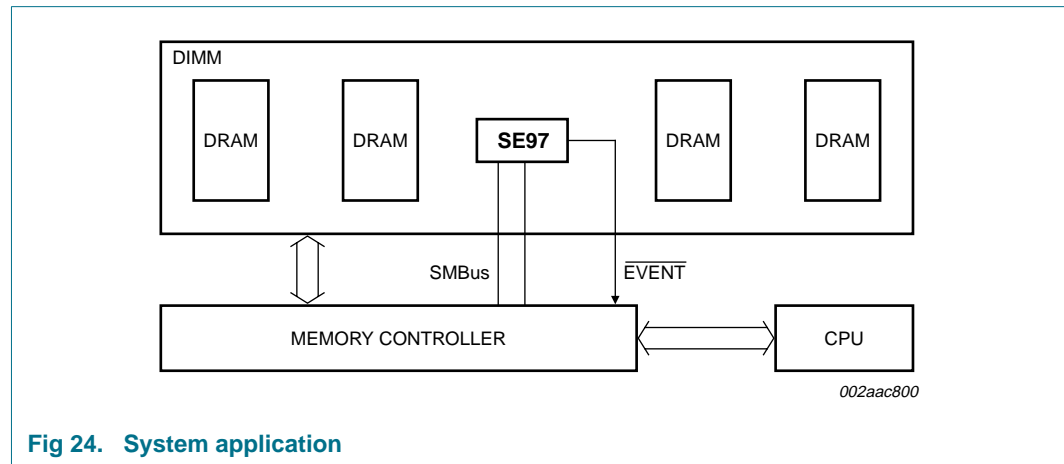 DIMM
DRAM
DRAM
SE97
DRAM
DRAM
SMBus
EVENT
MEMORY CONTROLLER
CPU
002aac800
Fig 24. System application